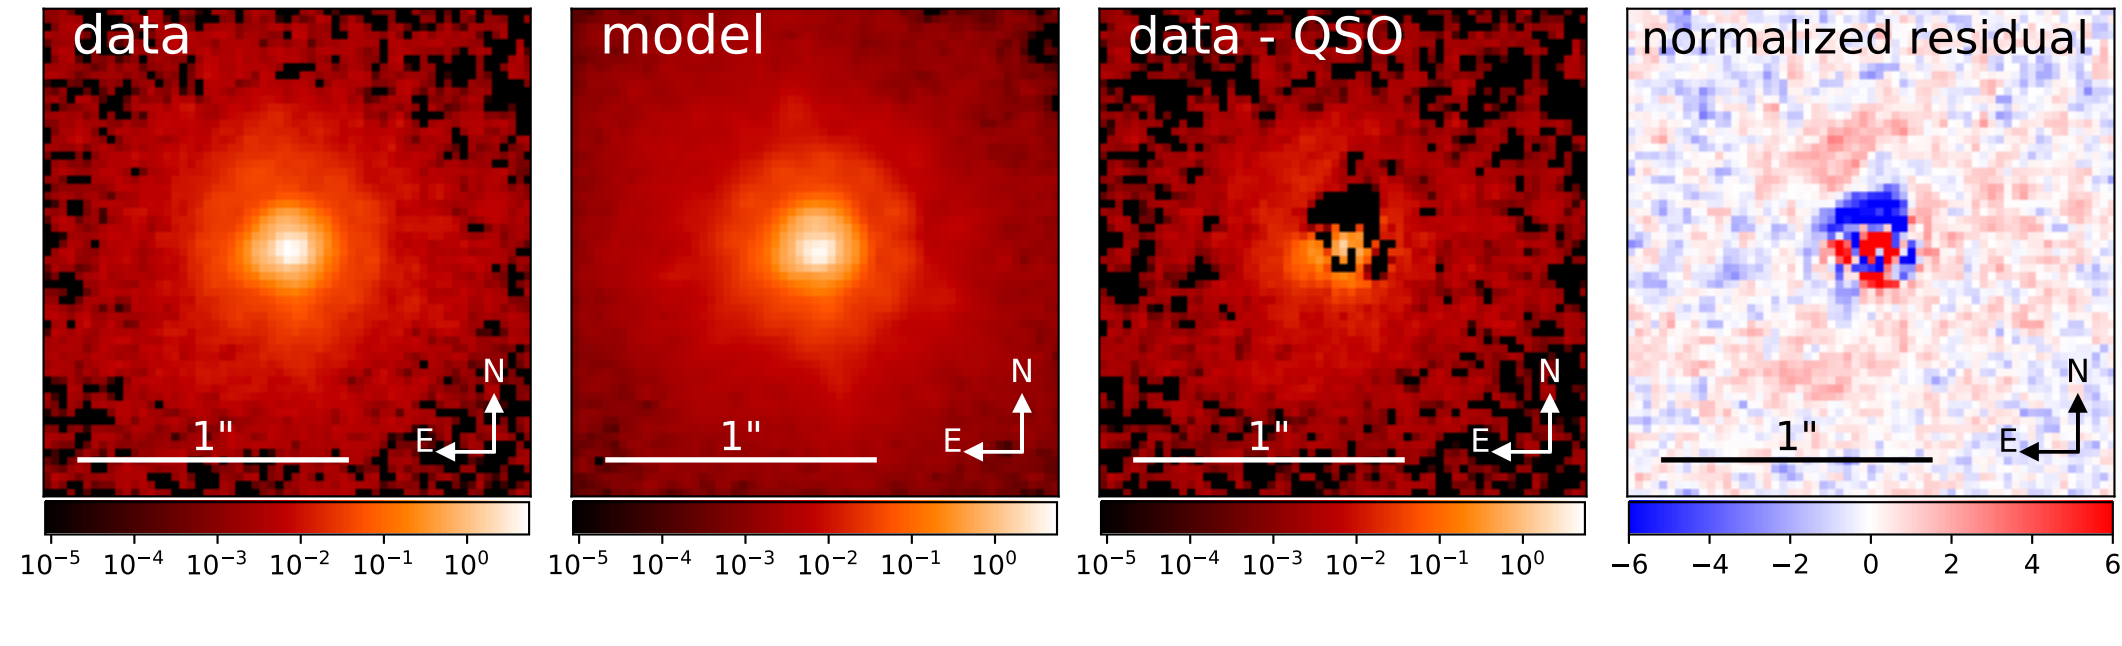 data
model
data - QSO
normalized residual
N
E
1"
N
E
1"
N
E
1"
N
E
1"
10⁻⁵ 10⁻⁴ 10⁻³ 10⁻² 10⁻¹ 10⁰
10⁻⁵ 10⁻⁴ 10⁻³ 10⁻² 10⁻¹ 10⁰
10⁻⁵ 10⁻⁴ 10⁻³ 10⁻² 10⁻¹ 10⁰
−6 −4 −2 0 2 4 6